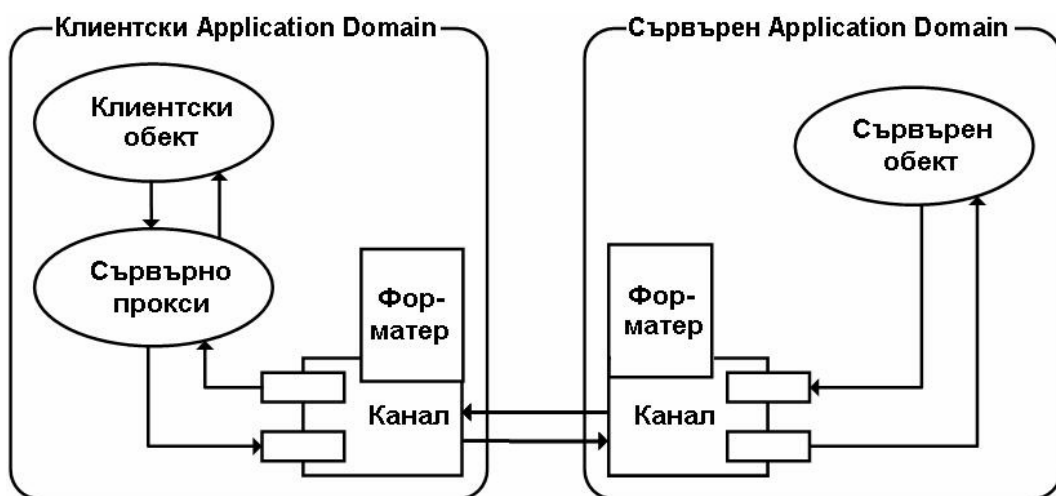 Клиентски Application Domain
Клиентски
обект
Сървърно
прокси
Фор-
матер
Канал
Сървърен Application Domain
Сървърен
обект
Фор-
матер
Канал